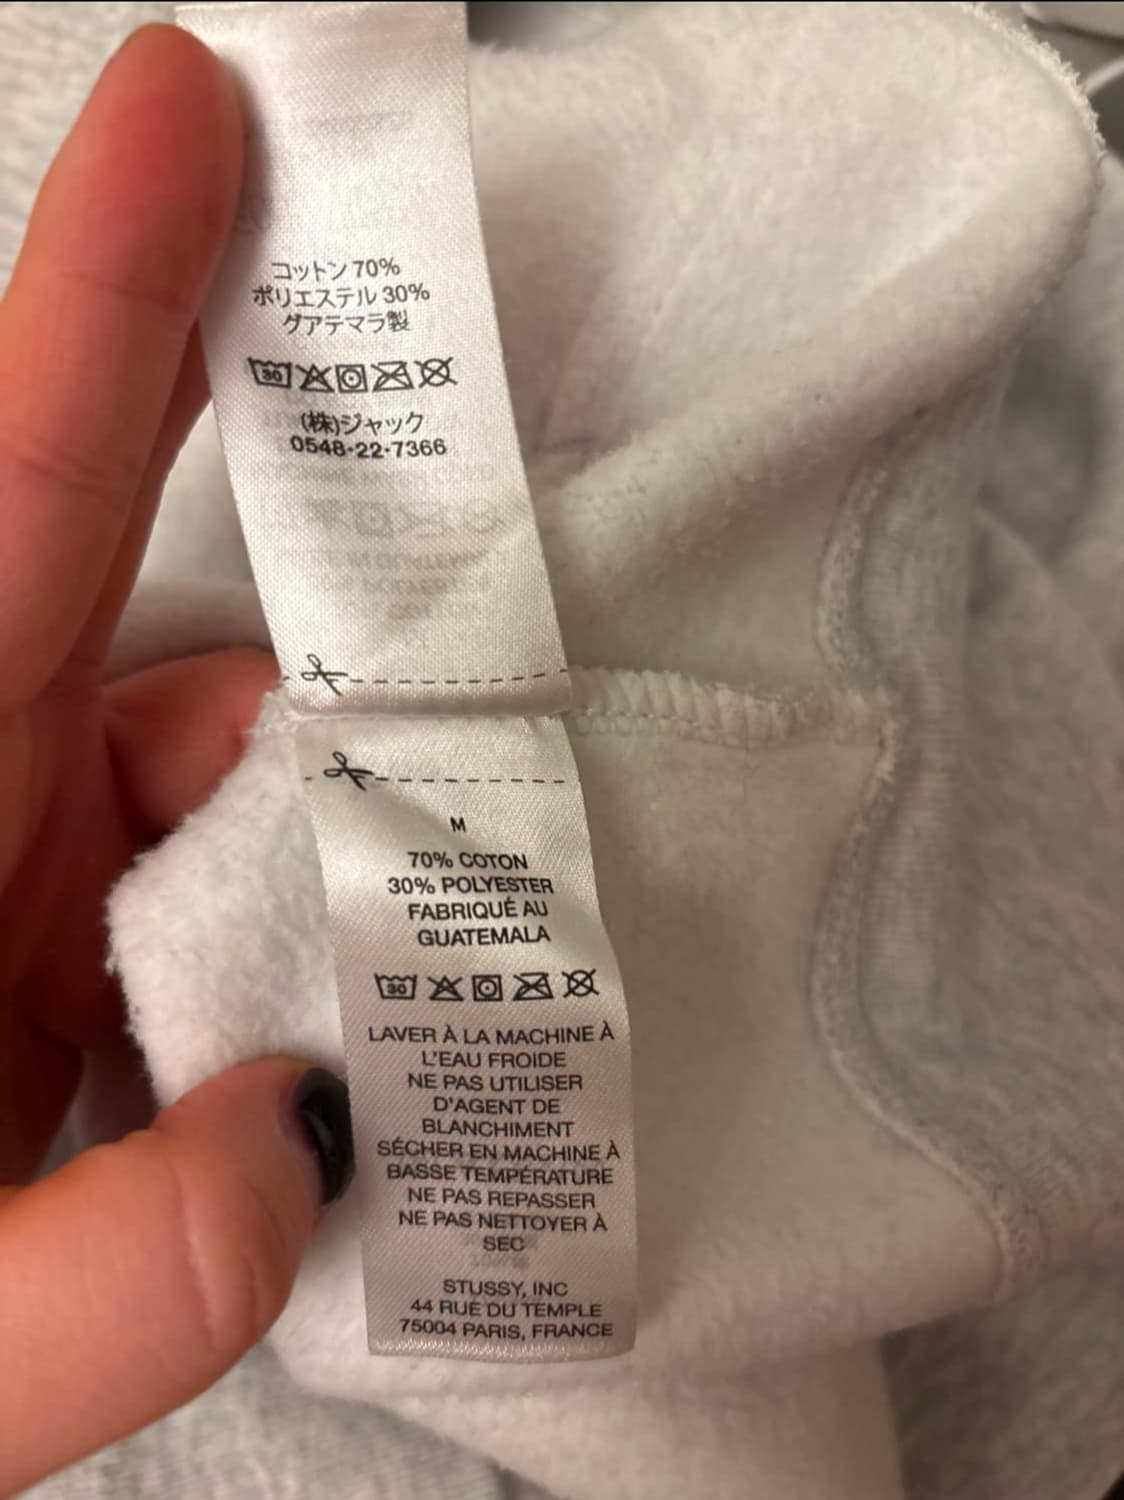 コットン 70%
ポリエステル 30%
グアテマラ製
30
(株)ジャック
0548-22-7366
M
70% COTON
30% POLYESTER
FABRIQUÉ AU
GUATEMALA
30
LAVER À LA MACHINE À
L'EAU FROIDE
NE PAS UTILISER
D'AGENT DE
BLANCHIMENT
SÉCHER EN MACHINE À
BASSE TEMPÉRATURE
NE PAS REPASSER
NE PAS NETTOYER À
SEC
STUSSY, INC
44 RUE DU TEMPLE
75004 PARIS, FRANCE